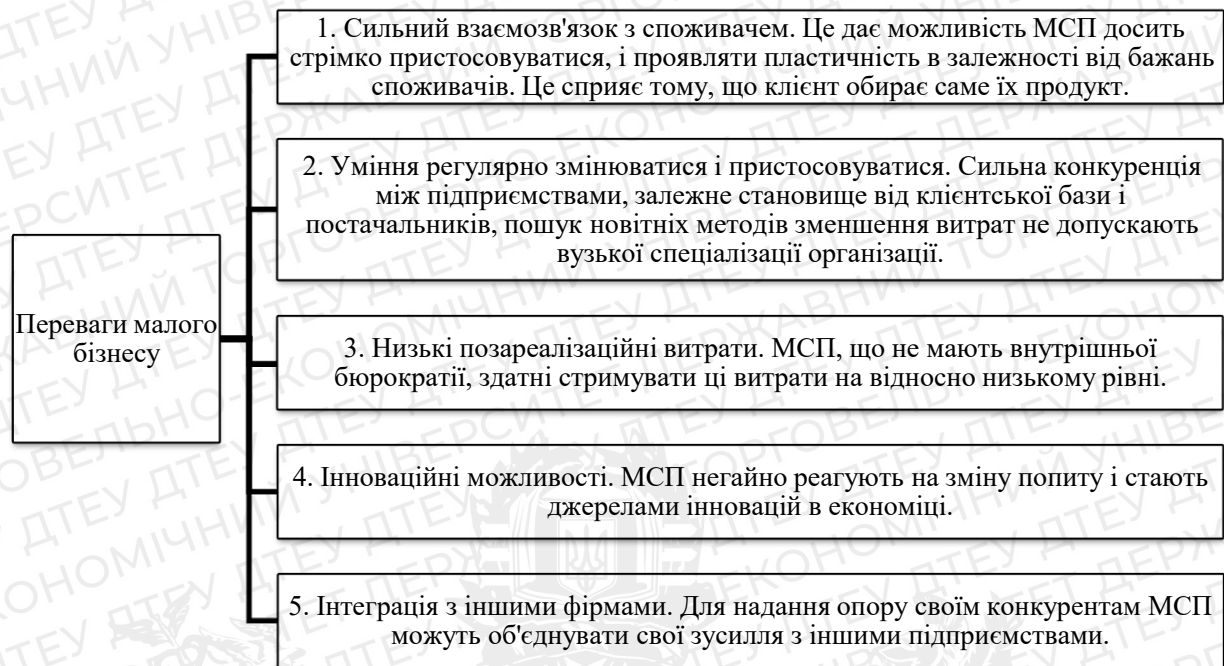 1. Сильний взаємозв'язок з споживачем. Це дає можливість МСП досить
стрімко пристосовуватися, і проявляти пластичність в залежності від бажань
споживачів. Це сприяє тому, що клієнт обирає саме їх продукт.
2. Уміння регулярно змінюватися і пристосовуватися. Сильна конкуренція
між підприємствами, залежне становище від клієнтської бази і
постачальників, пошук новітніх методів зменшення витрат не допускають
вузької спеціалізації організації.
Переваги малого
бізнесу
3. Низькі позареалізаційні витрати. МСП, що не мають внутрішньої
бюрократії, здатні стримувати ці витрати на відносно низькому рівні.
4. Інноваційні можливості. МСП негайно реагують на зміну попиту і стають
джерелами інновацій в економіці.
5. Інтеграція з іншими фірмами. Для надання опору своїм конкурентам МСП
можуть об'єднувати свої зусилля з іншими підприємствами.